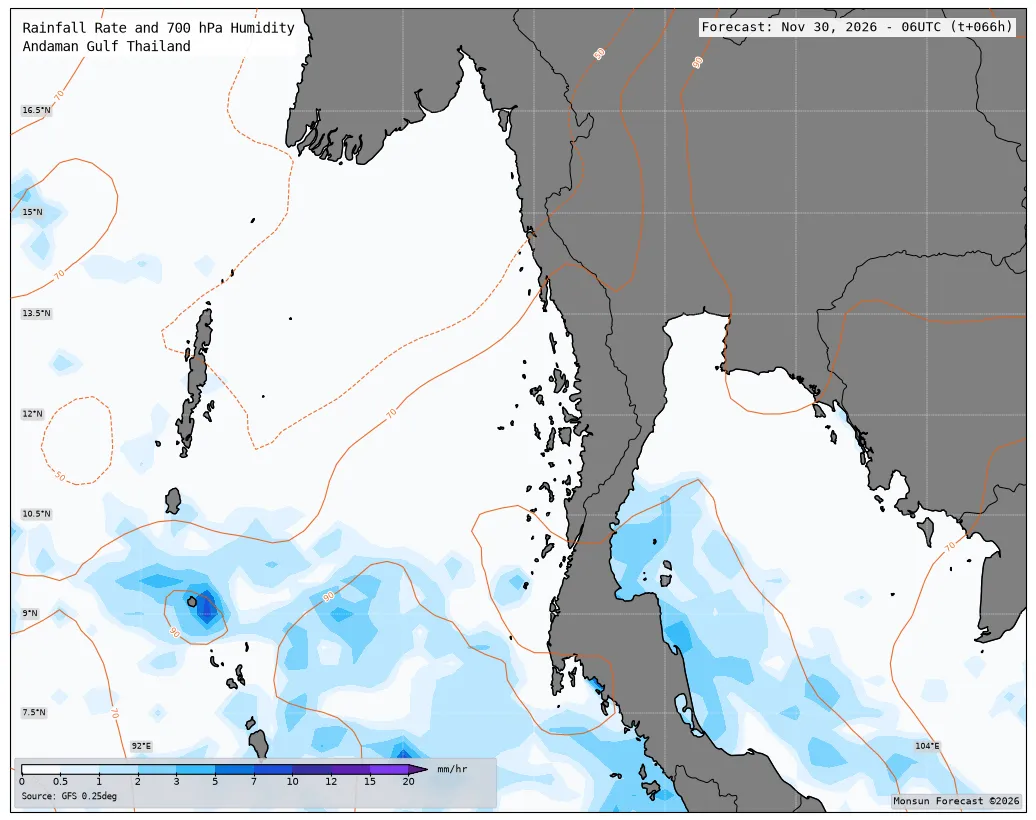 Rainfall Rate and 700 hPa Humidity
Andaman Gulf Thailand
Forecast: Nov 30, 2026 - 06UTC (t+066h)
90
90
70
16.5°N
15°N
70
13.5°N
12°N
70
50
10.5°N
70
90
9°N
90
70
7.5°N
92°E
104°E
0 0.5 1 2 3 5 7 10 12 15 20 mm/hr
Source: GFS 0.25deg
Monsun Forecast ©2026